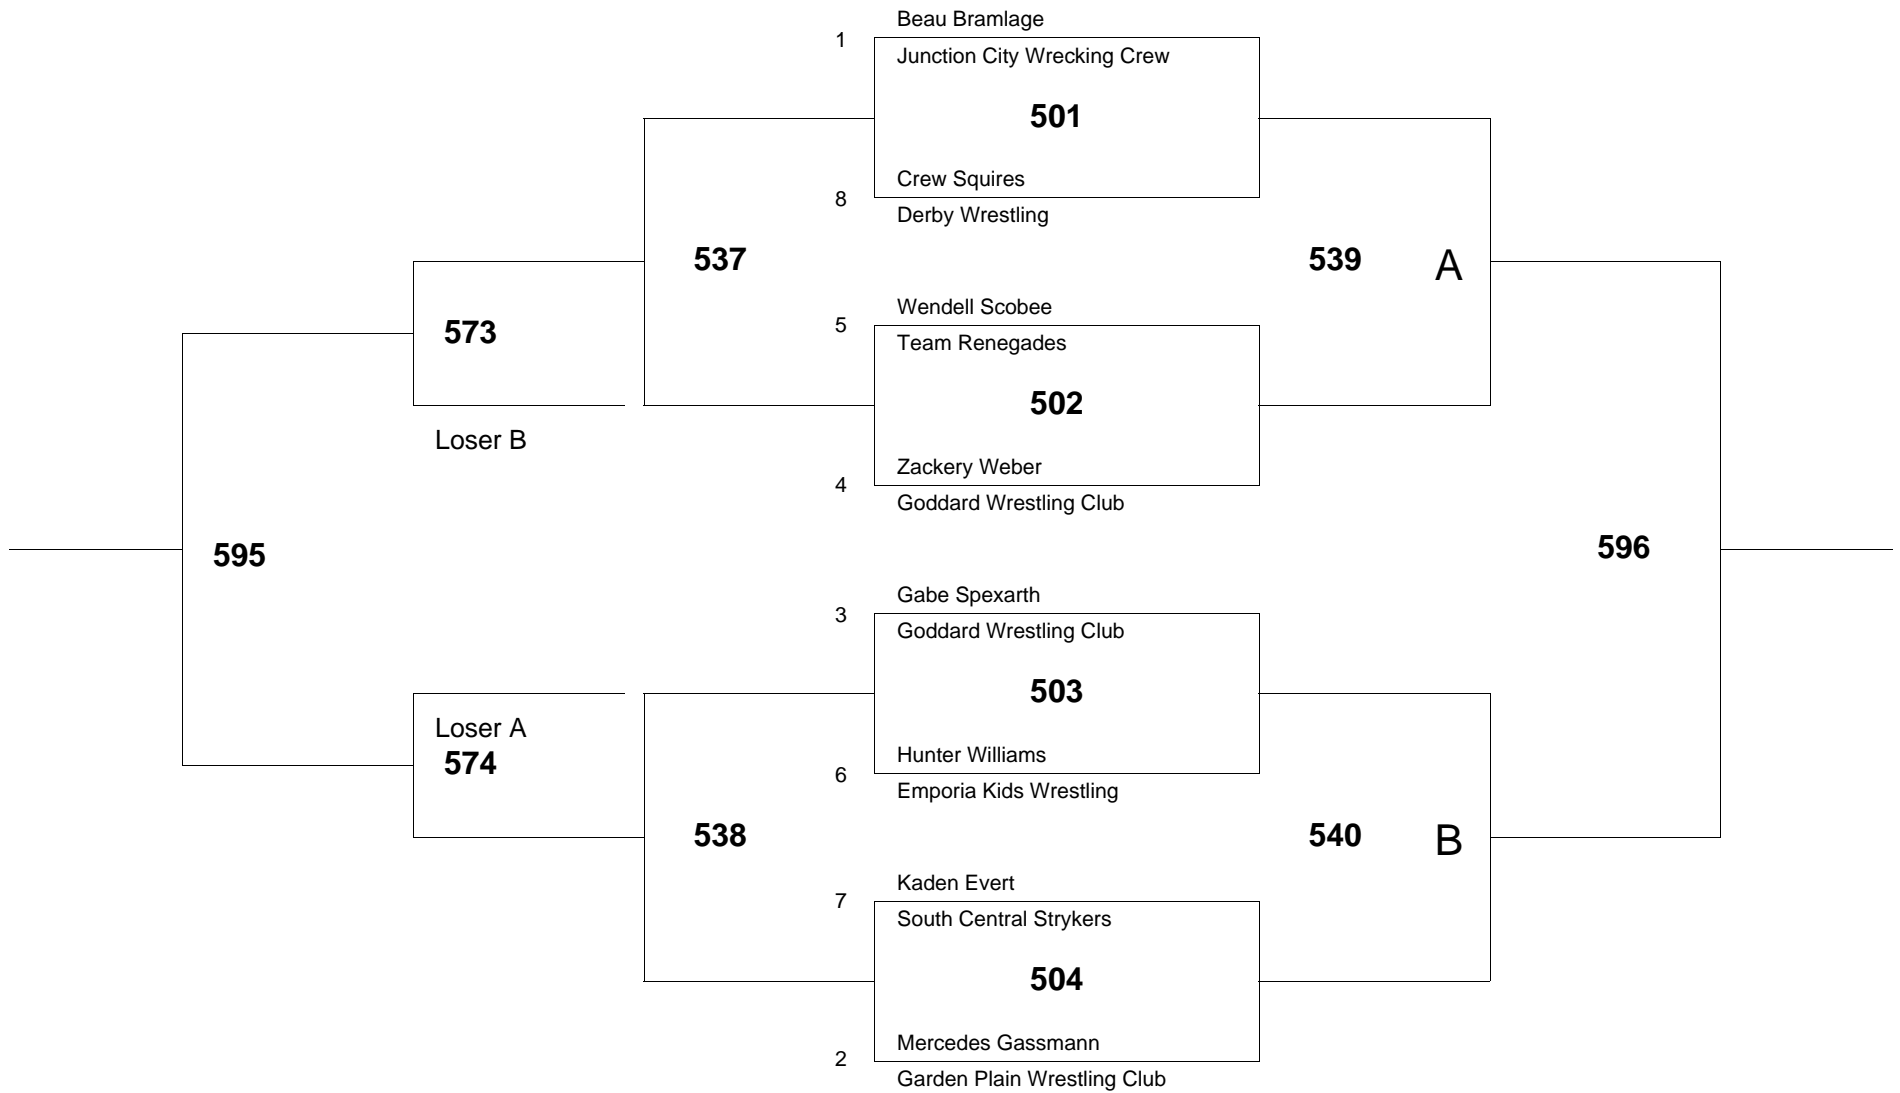 Beau Bramlage
1
Junction City Wrecking Crew
501
Crew Squires
8
Derby Wrestling
537
539
A
Wendell Scobee
5
Team Renegades
573
502
Loser B
Zackery Weber
4
Goddard Wrestling Club
595
596
Gabe Spexarth
3
Goddard Wrestling Club
503
Loser A
574
Hunter Williams
6
Emporia Kids Wrestling
538
540
B
Kaden Evert
7
South Central Strykers
504
Mercedes Gassmann
2
Garden Plain Wrestling Club